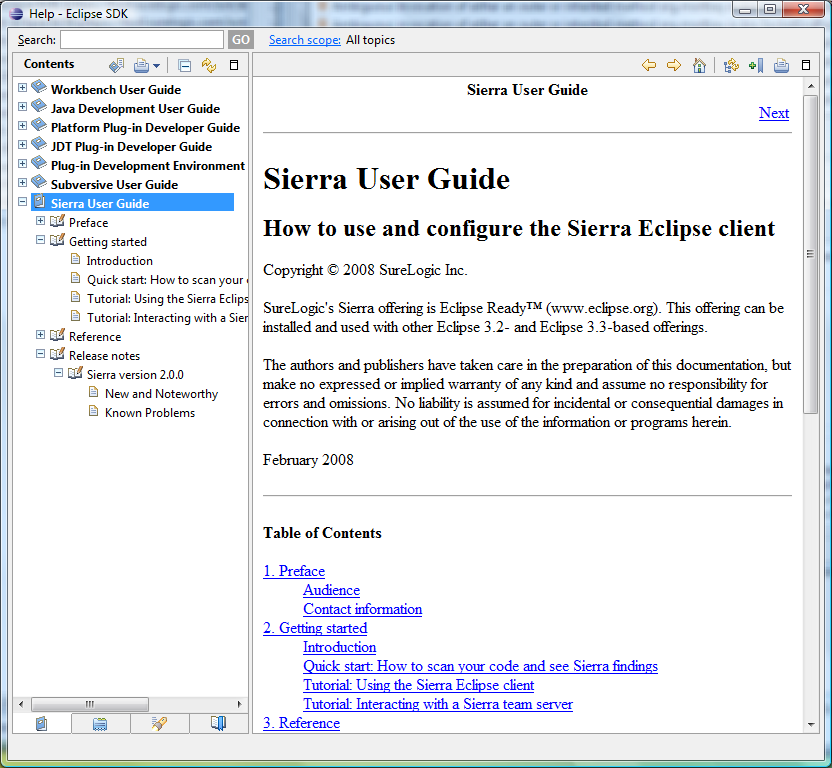 Help - Eclipse SDK
Search:
GO
Search scope: All topics
Contents
Workbench User Guide
Java Development User Guide
Platform Plug-in Developer Guide
JDT Plug-in Developer Guide
Plug-in Development Environment
Subversive User Guide
Sierra User Guide
Preface
Getting started
Introduction
Quick start: How to scan your
Tutorial: Using the Sierra Eclips
Tutorial: Interacting with a Sier
Reference
Release notes
Sierra version 2.0.0
New and Noteworthy
Known Problems
Sierra User Guide
Next
Sierra User Guide
How to use and configure the Sierra Eclipse client
Copyright © 2008 SureLogic Inc.
SureLogic's Sierra offering is Eclipse Ready™ (www.eclipse.org). This offering can be
installed and used with other Eclipse 3.2- and Eclipse 3.3-based offerings.
The authors and publishers have taken care in the preparation of this documentation, but
make no expressed or implied warranty of any kind and assume no responsibility for
errors and omissions. No liability is assumed for incidental or consequential damages in
connection with or arising out of the use of the information or programs herein.
February 2008
Table of Contents
1. Preface
Audience
Contact information
2. Getting started
Introduction
Quick start: How to scan your code and see Sierra findings
Tutorial: Using the Sierra Eclipse client
Tutorial: Interacting with a Sierra team server
3. Reference